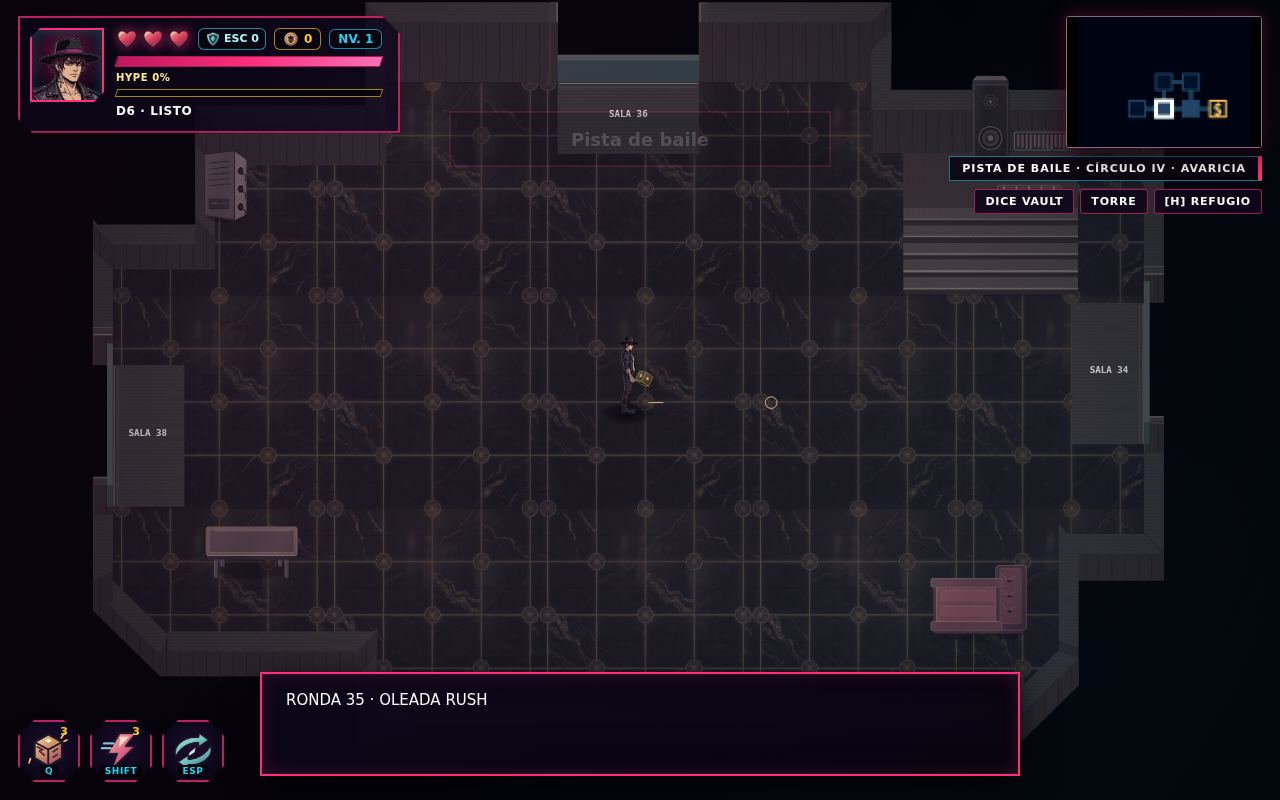 ESC 0
0
NV. 1
HYPE 0%
D6 · LISTO
SALA 36
Pista de baile
$
PISTA DE BAILE · CÍRCULO IV · AVARICIA
DICE VAULT
TORRE
[H] REFUGIO
SALA 34
SALA 38
RONDA 35 · OLEADA RUSH
3
Q
3
SHIFT
ESP